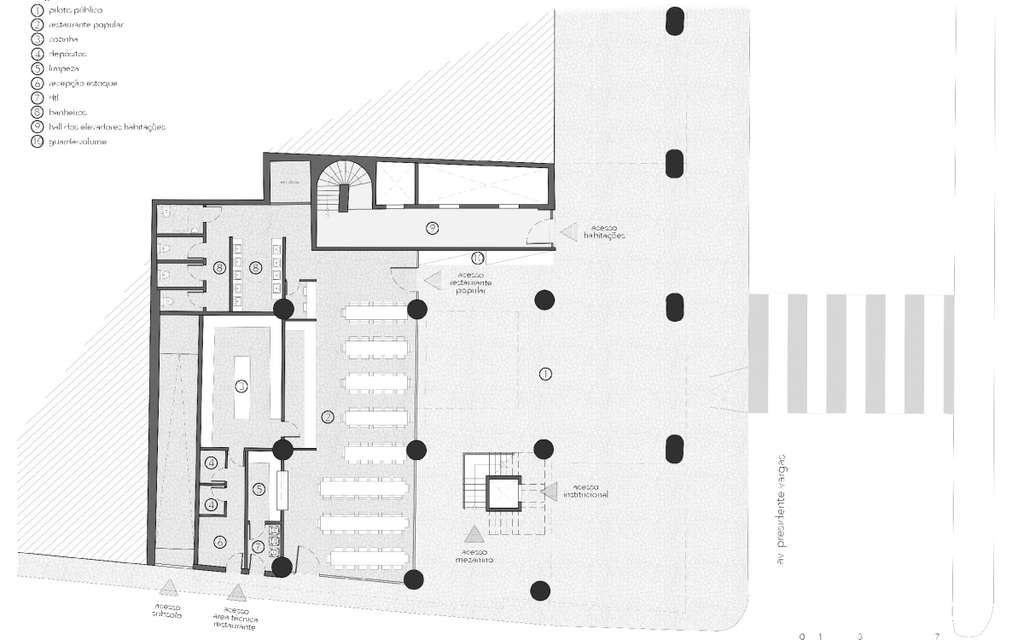 1 pilotis público
2 restaurante popular
3 cozinha
4 depósitos
5 limpeza
6 recepção estoque
7 dtl
8 banheiros
9 hall dos elevadores habitações
10 guarda-volume
9
acesso
habitações
8
8
10
acesso
restaurante
popular
1
3
2
4
5
4
acesso
institucional
6
7
acesso
mezanino
av. presidente vargas
acesso
subsolo
acesso
área técnica
restaurante
0 1 3 7